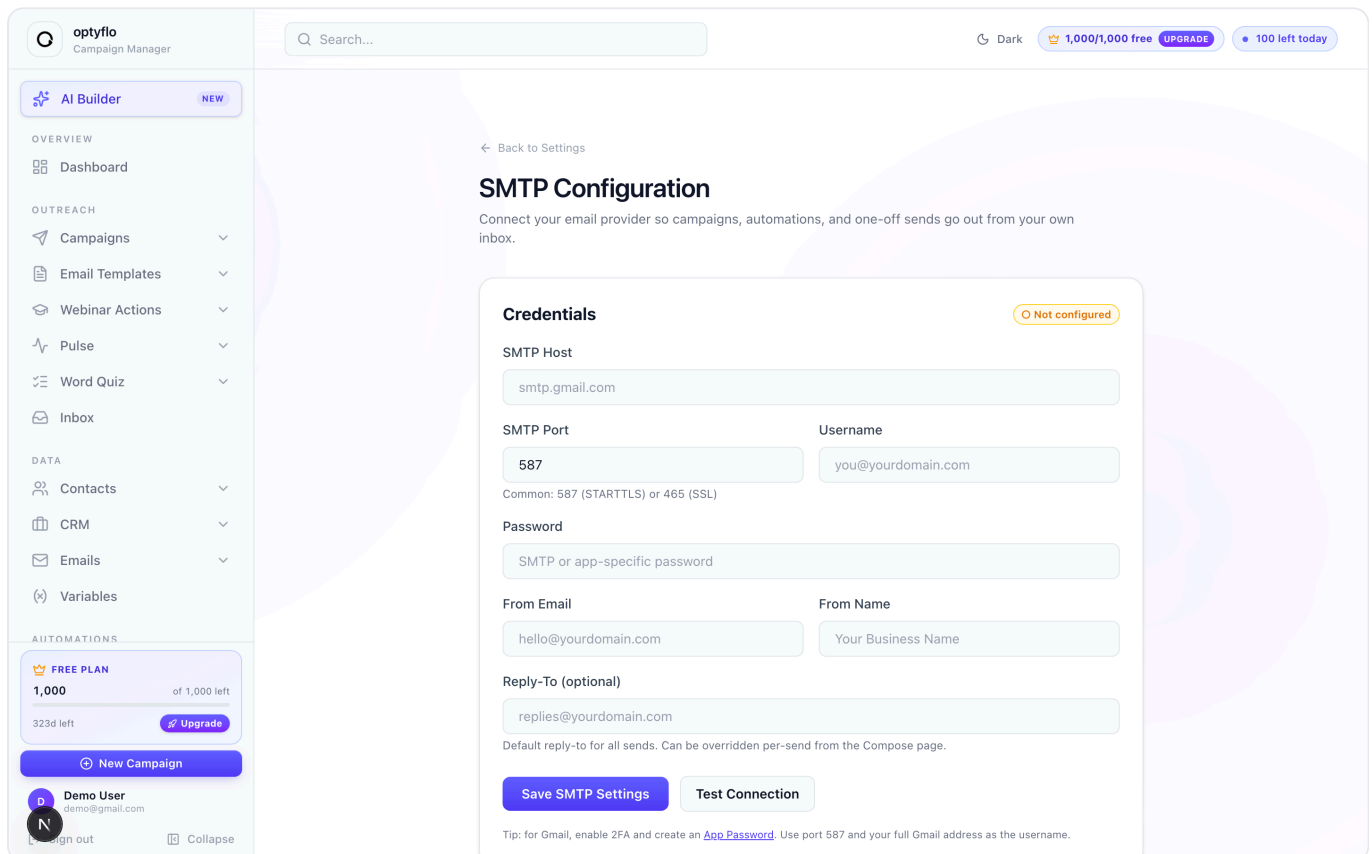 optyflo
Campaign Manager
Search...
Dark
1,000/1,000 free UPGRADE
100 left today
AI Builder NEW
OVERVIEW
Dashboard
OUTREACH
Campaigns
Email Templates
Webinar Actions
Pulse
Word Quiz
Inbox
DATA
Contacts
CRM
Emails
Variables
AUTOMATIONS
FREE PLAN
1,000 of 1,000 left
323d left Upgrade
New Campaign
D
Demo User
demo@gmail.com
N
out
Collapse
Back to Settings
SMTP Configuration
Connect your email provider so campaigns, automations, and one-off sends go out from your own
inbox.
Credentials Not configured
SMTP Host
smtp.gmail.com
SMTP Port Username
587 you@yourdomain.com
Common: 587 (STARTTLS) or 465 (SSL)
Password
SMTP or app-specific password
From Email From Name
hello@yourdomain.com Your Business Name
Reply-To (optional)
replies@yourdomain.com
Default reply-to for all sends. Can be overridden per-send from the Compose page.
Save SMTP Settings Test Connection
Tip: for Gmail, enable 2FA and create an App Password. Use port 587 and your full Gmail address as the username.